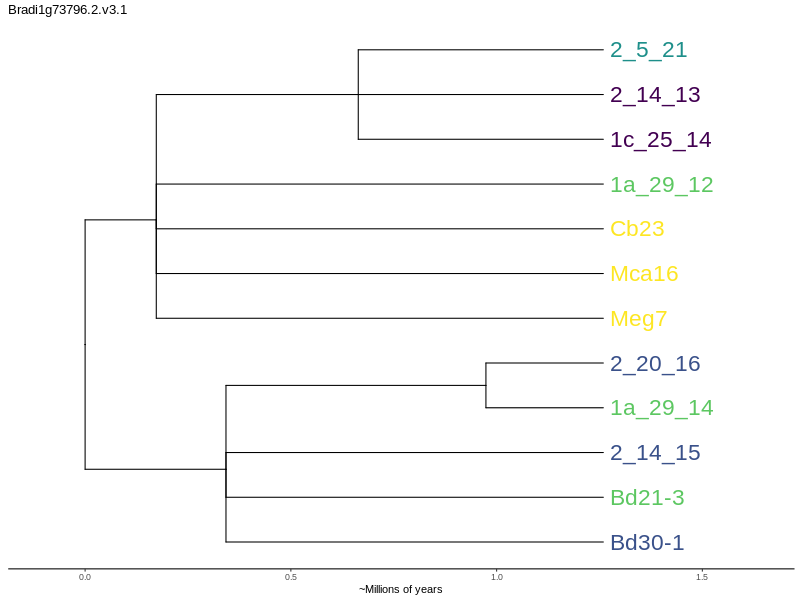 Bradi1g73796.2.v3.1
2_5_21
2_14_13
1c_25_14
1a_29_12
Cb23
Mca16
Meg7
2_20_16
1a_29_14
2_14_15
Bd21-3
Bd30-1
0.0 0.5 1.0 1.5
~Millions of years